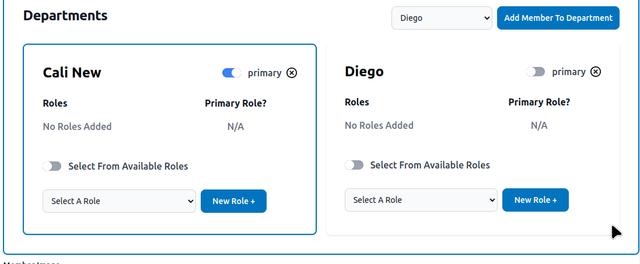 Departments
Diego
Add Member To Department
Cali New
primary
Roles
Primary Role?
No Roles Added
N/A
Select From Available Roles
Select A Role
New Role +
Diego
primary
Roles
Primary Role?
No Roles Added
N/A
Select From Available Roles
Select A Role
New Role +